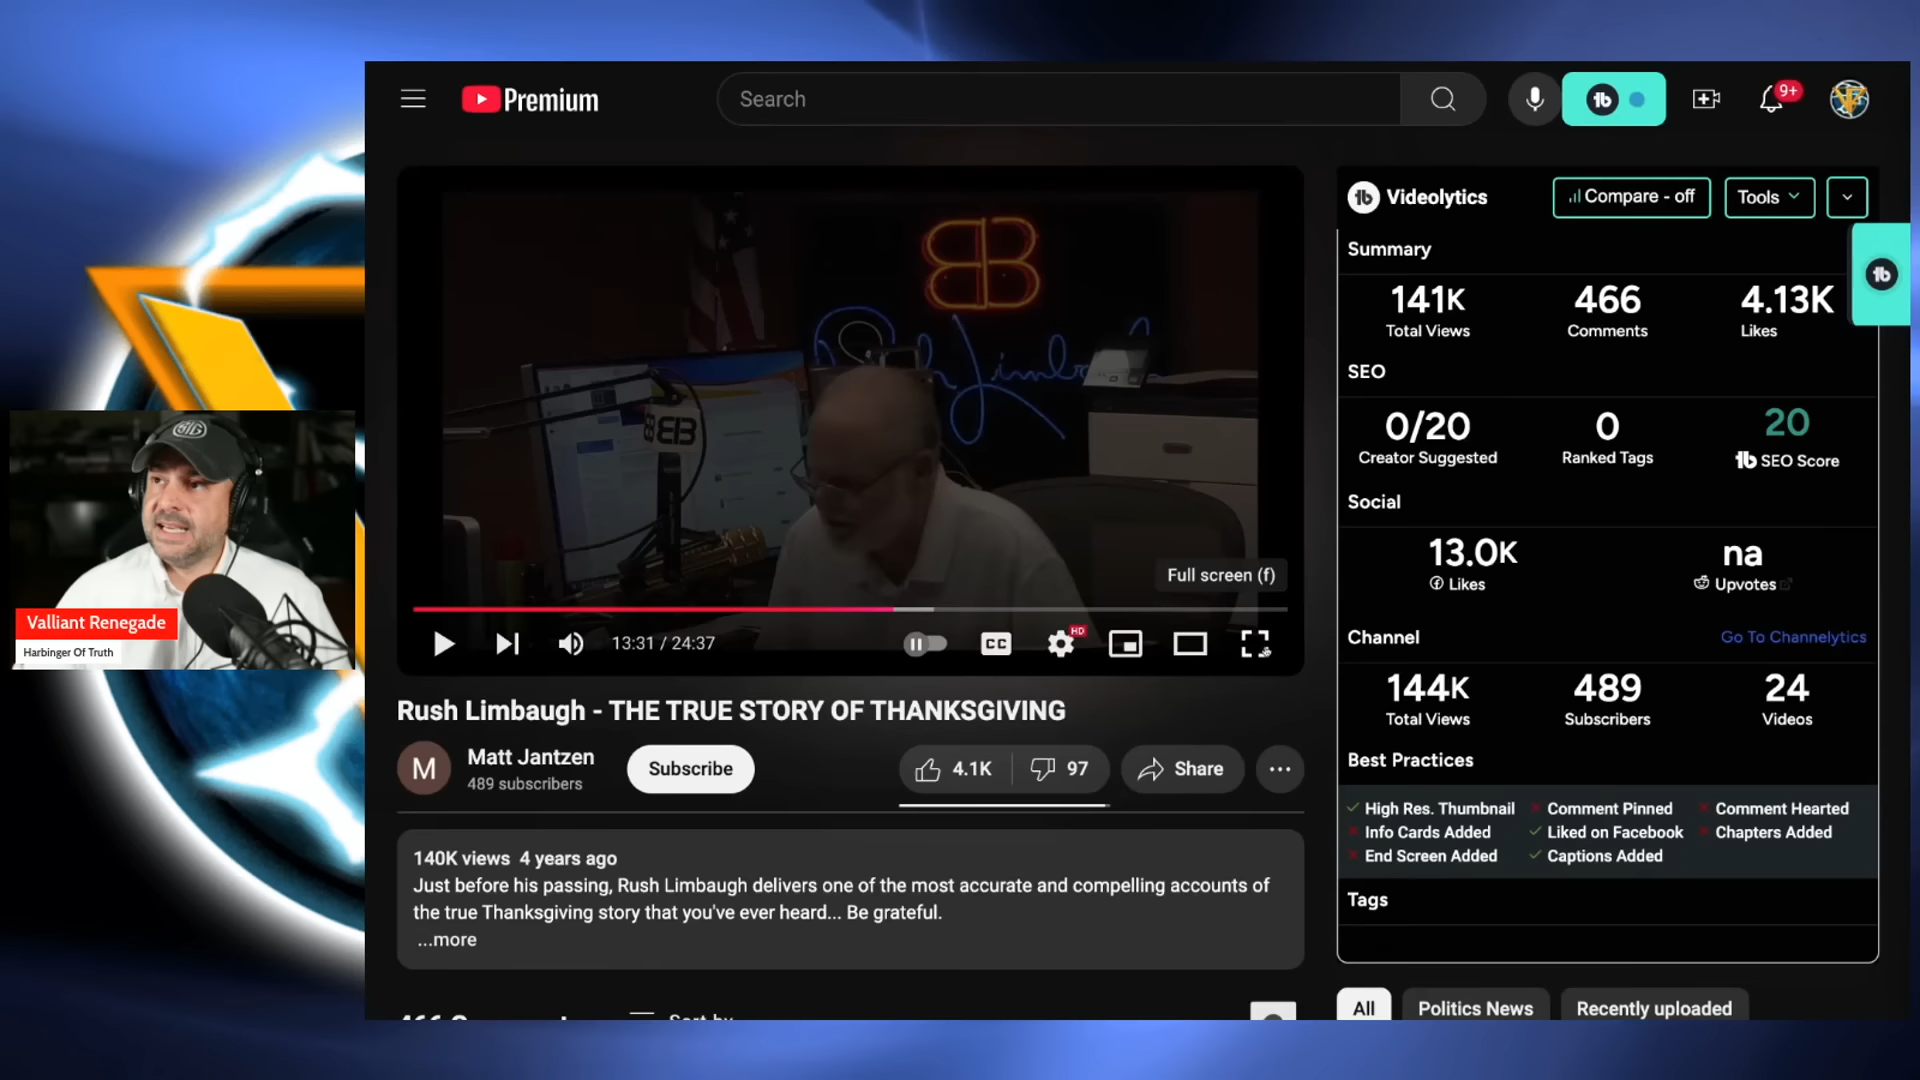 Premium
Search
9+
Rush Limbaugh
Full screen (f)
13:31 / 24:37
CC
HD
Rush Limbaugh - THE TRUE STORY OF THANKSGIVING
M
Matt Jantzen
489 subscribers
Subscribe
4.1K
97
Share
140K views 4 years ago
Just before his passing, Rush Limbaugh delivers one of the most accurate and compelling accounts of
the true Thanksgiving story that you've ever heard... Be grateful.
...more
Sort by
Valliant Renegade
Harbinger Of Truth
Videolytics
Compare - off
Tools
Summary
141K
466
4.13K
Total Views
Comments
Likes
SEO
0/20
0
20
Creator Suggested
Ranked Tags
SEO Score
Social
13.0K
na
Likes
Upvotes
Channel
Go To Channelytics
144K
489
24
Total Views
Subscribers
Videos
Best Practices
High Res. Thumbnail
Comment Pinned
Comment Hearted
Info Cards Added
Liked on Facebook
Chapters Added
End Screen Added
Captions Added
Tags
All
Politics News
Recently uploaded